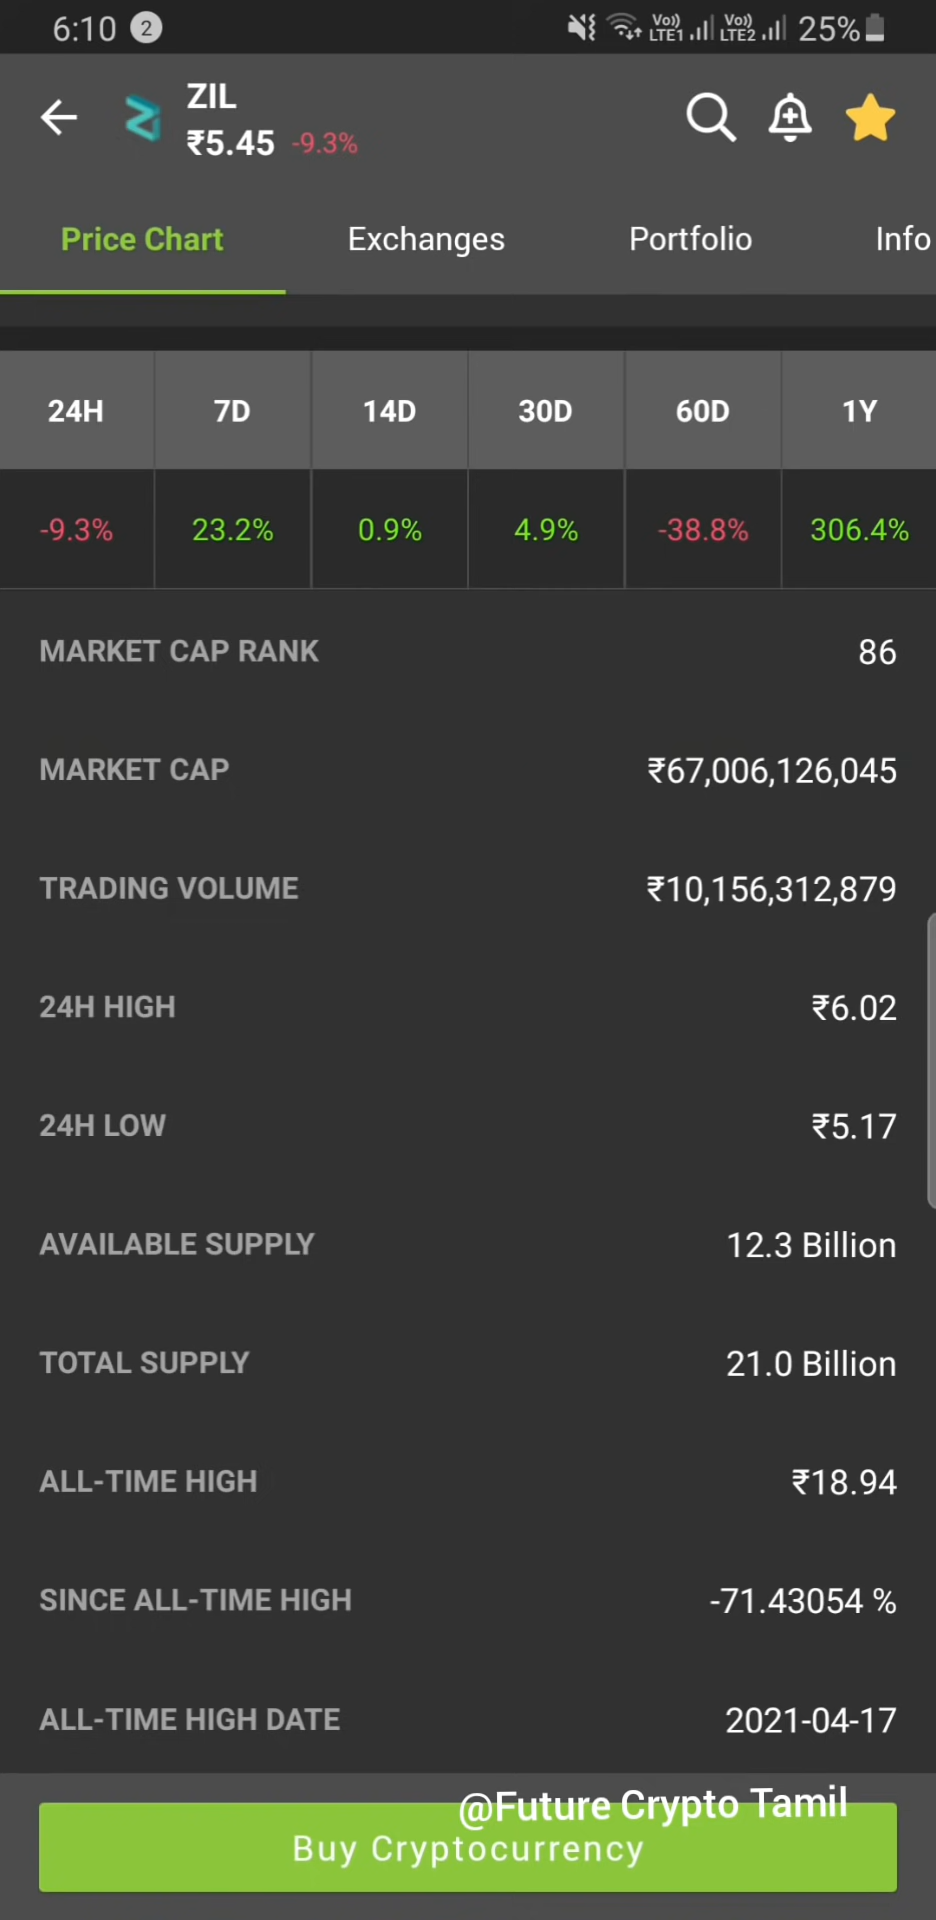 6:10 2 Vo)) LTE1 Vo)) LTE2 25%
ZIL
₹5.45 -9.3%
Price Chart Exchanges Portfolio Info
24H 7D 14D 30D 60D 1Y
-9.3% 23.2% 0.9% 4.9% -38.8% 306.4%
MARKET CAP RANK 86
MARKET CAP ₹67,006,126,045
TRADING VOLUME ₹10,156,312,879
24H HIGH ₹6.02
24H LOW ₹5.17
AVAILABLE SUPPLY 12.3 Billion
TOTAL SUPPLY 21.0 Billion
ALL-TIME HIGH ₹18.94
SINCE ALL-TIME HIGH -71.43054 %
ALL-TIME HIGH DATE 2021-04-17
@Future Crypto Tamil
Buy Cryptocurrency